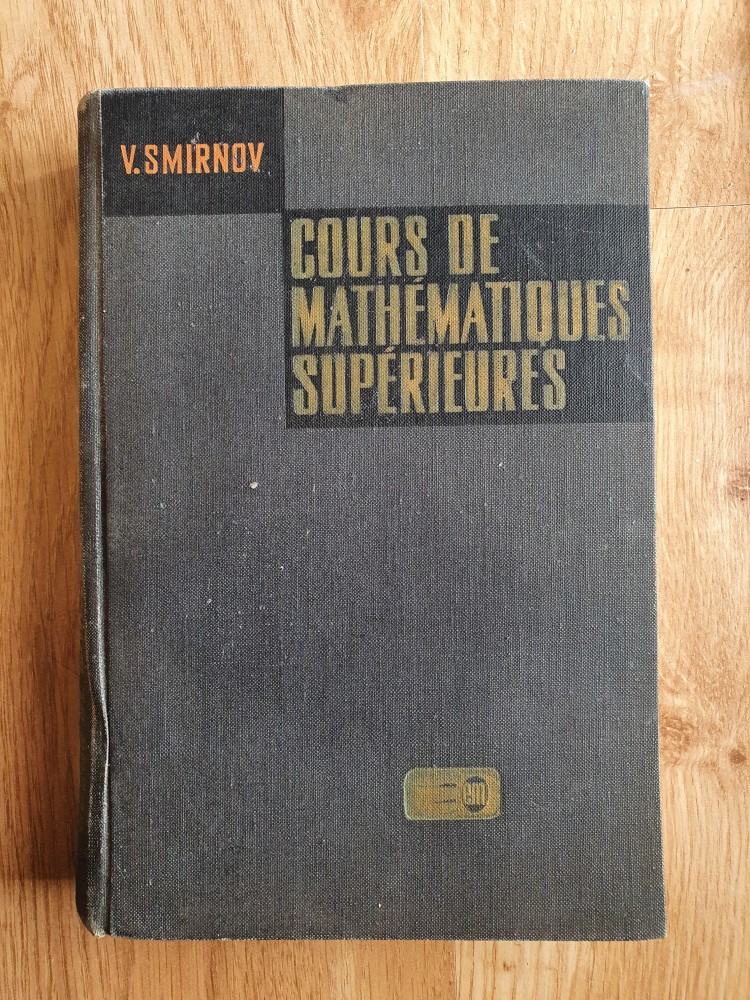 V. SMIRNOV
COURS DE
MATHÉMATIQUES
SUPÉRIEURES